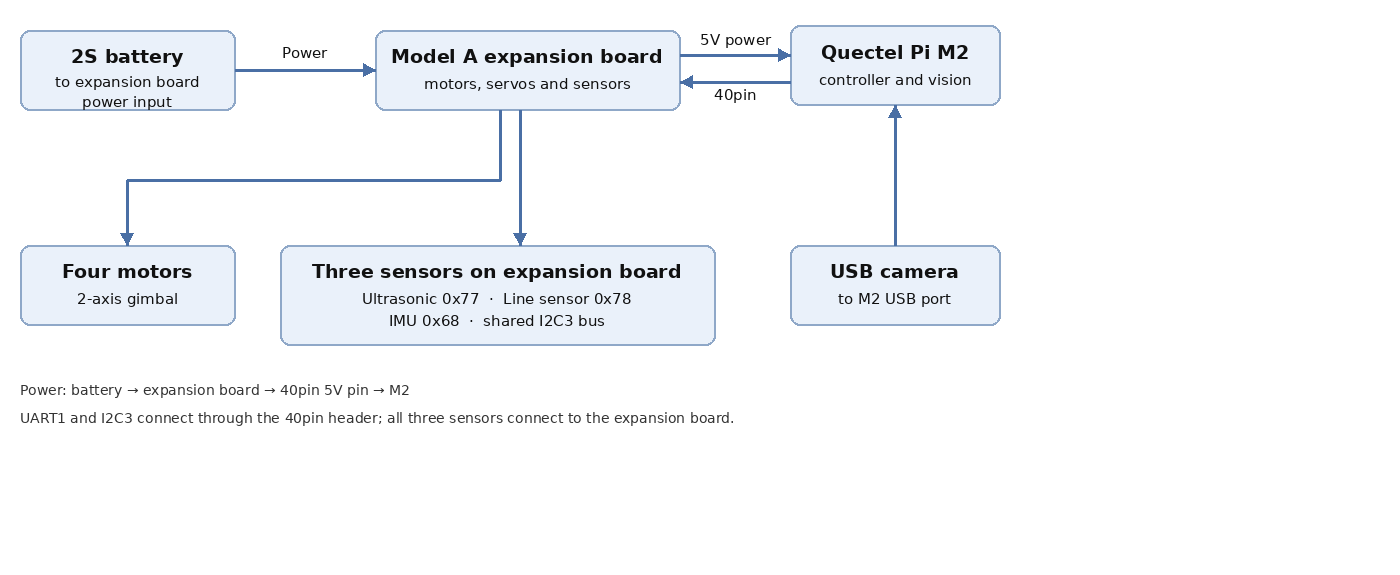 2S battery
to expansion board
power input
Power
Model A expansion board
motors, servos and sensors
5V power
40pin
Quectel Pi M2
controller and vision
Four motors
2-axis gimbal
Three sensors on expansion board
Ultrasonic 0x77 · Line sensor 0x78
IMU 0x68 · shared I2C3 bus
USB camera
to M2 USB port
Power: battery → expansion board → 40pin 5V pin → M2
UART1 and I2C3 connect through the 40pin header; all three sensors connect to the expansion board.